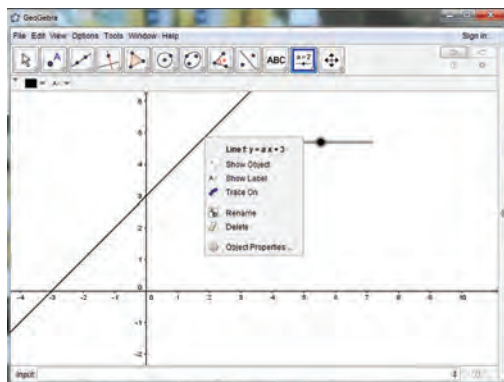 GeoGebra
File Edit View Options Tools Window Help
Sign in
ABC
a=2
6
5
4
3
2
1
0
-1
-2
-4 -3 -2 -1 0 1 2 3 4 5 6 7 8 9 10
Line f: y = a x + 3
Show Object
Show Label
Trace On
Rename
Delete
Object Properties ...
Input: